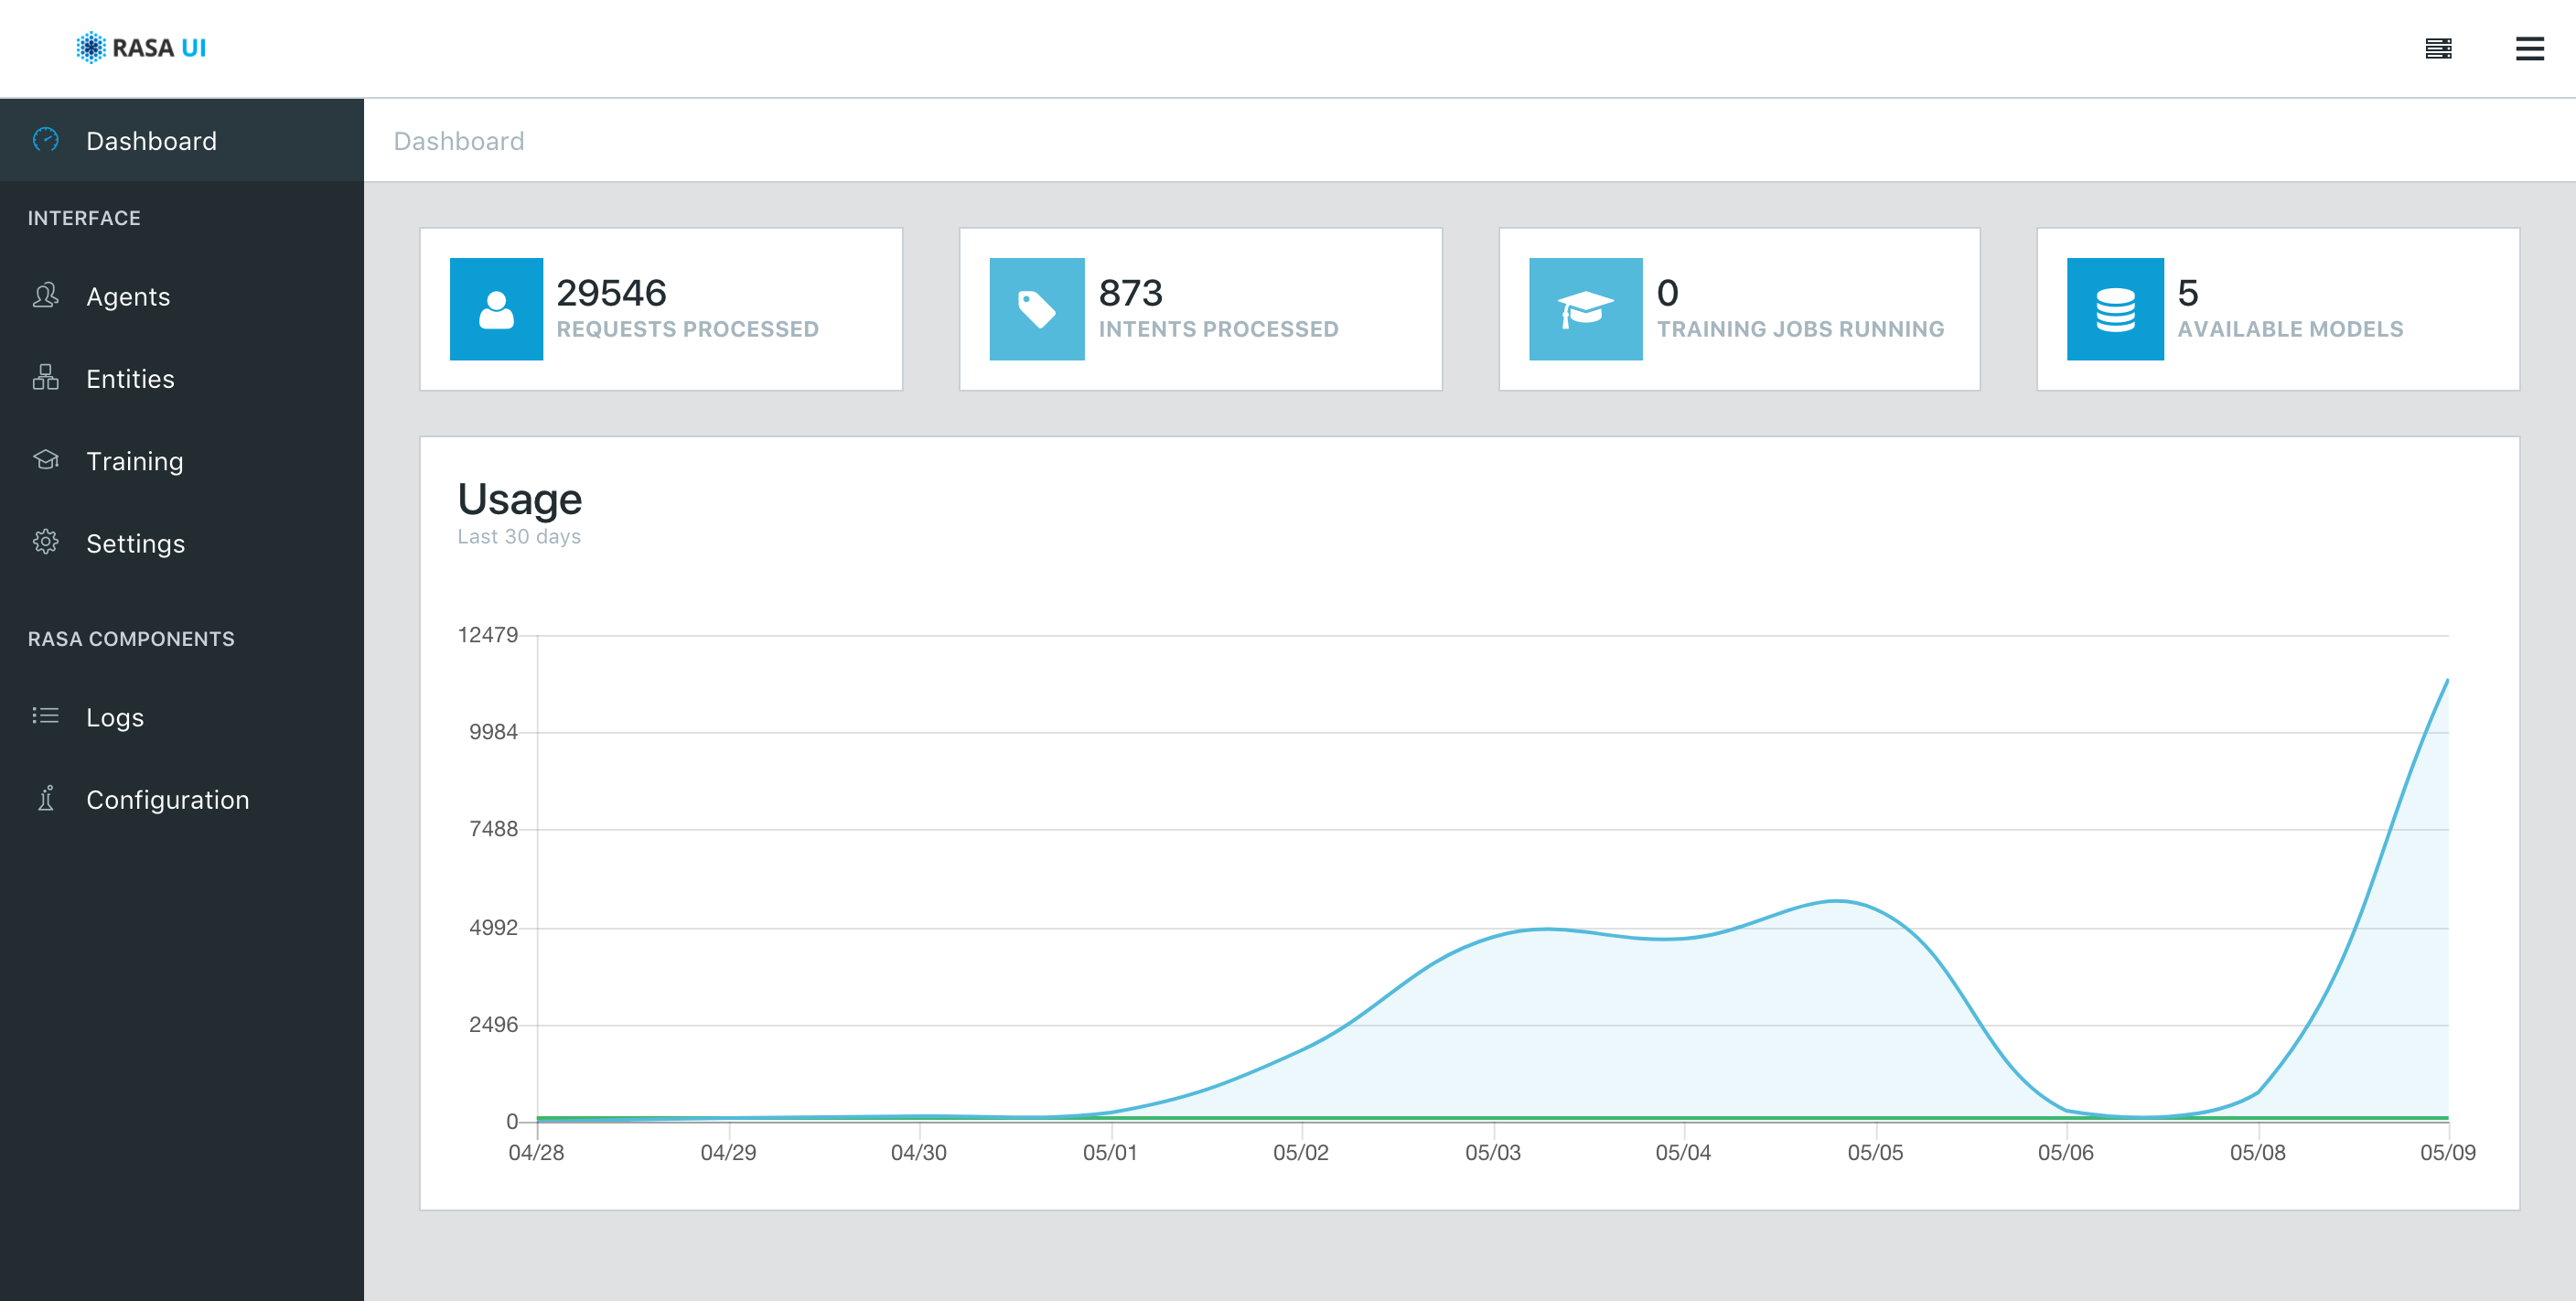 RASA UI
Dashboard
INTERFACE
Agents
Entities
Training
Settings
RASA COMPONENTS
Logs
Configuration
Dashboard
29546
REQUESTS PROCESSED
873
INTENTS PROCESSED
0
TRAINING JOBS RUNNING
5
AVAILABLE MODELS
Usage
Last 30 days
12479
9984
7488
4992
2496
0
04/28 04/29 04/30 05/01 05/02 05/03 05/04 05/05 05/06 05/08 05/09